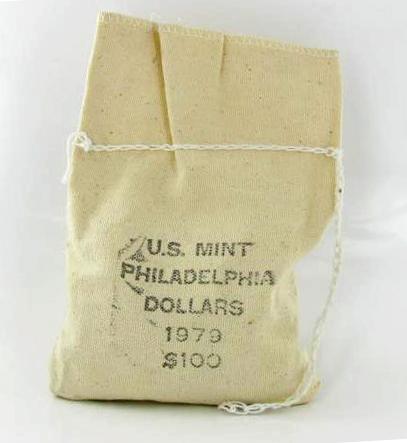 U.S. MINT
PHILADELPHIA
DOLLARS
1979
$100